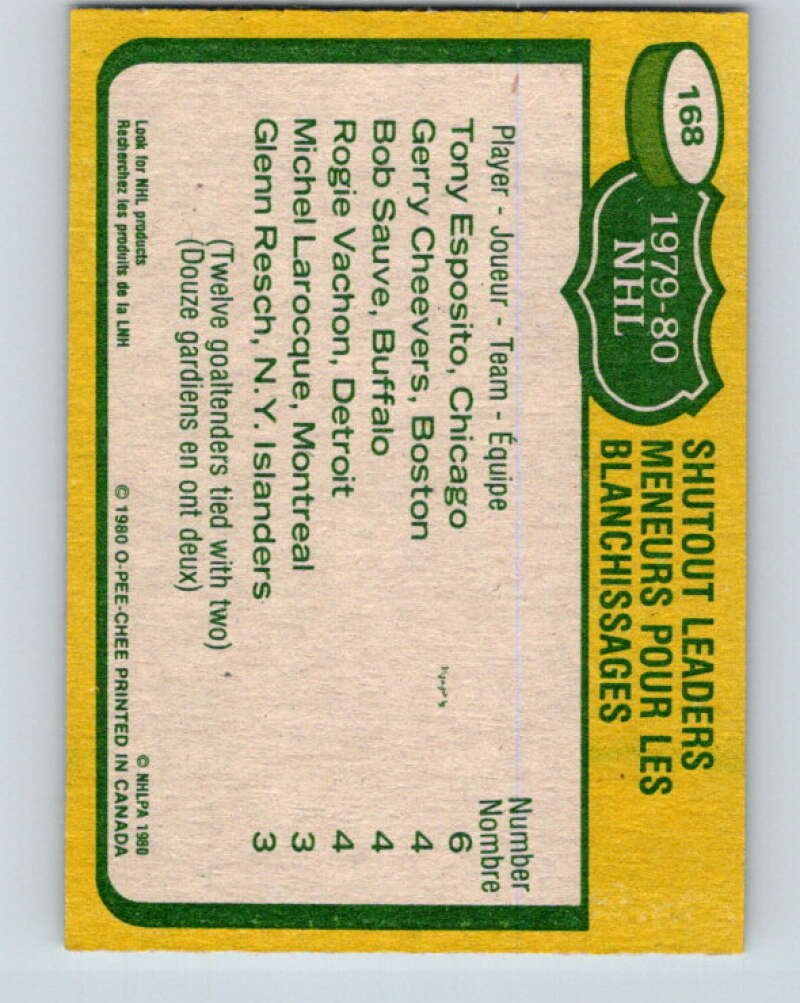 168
1979-80
NHL
SHUTOUT LEADERS
MENEURS POUR LES
BLANCHISSAGES
Player - Joueur - Team - Équipe Number
Nombre
Tony Esposito, Chicago 6
Gerry Cheevers, Boston 4
Bob Sauve, Buffalo 4
Rogie Vachon, Detroit 4
Michel Larocque, Montreal 3
Glenn Resch, N.Y. Islanders 3
(Twelve goaltenders tied with two)
(Douze gardiens en ont deux)
Look for NHL products © NHLPA 1980
Recherchez les produits de la LNH © 1980 O-PEE-CHEE PRINTED IN CANADA